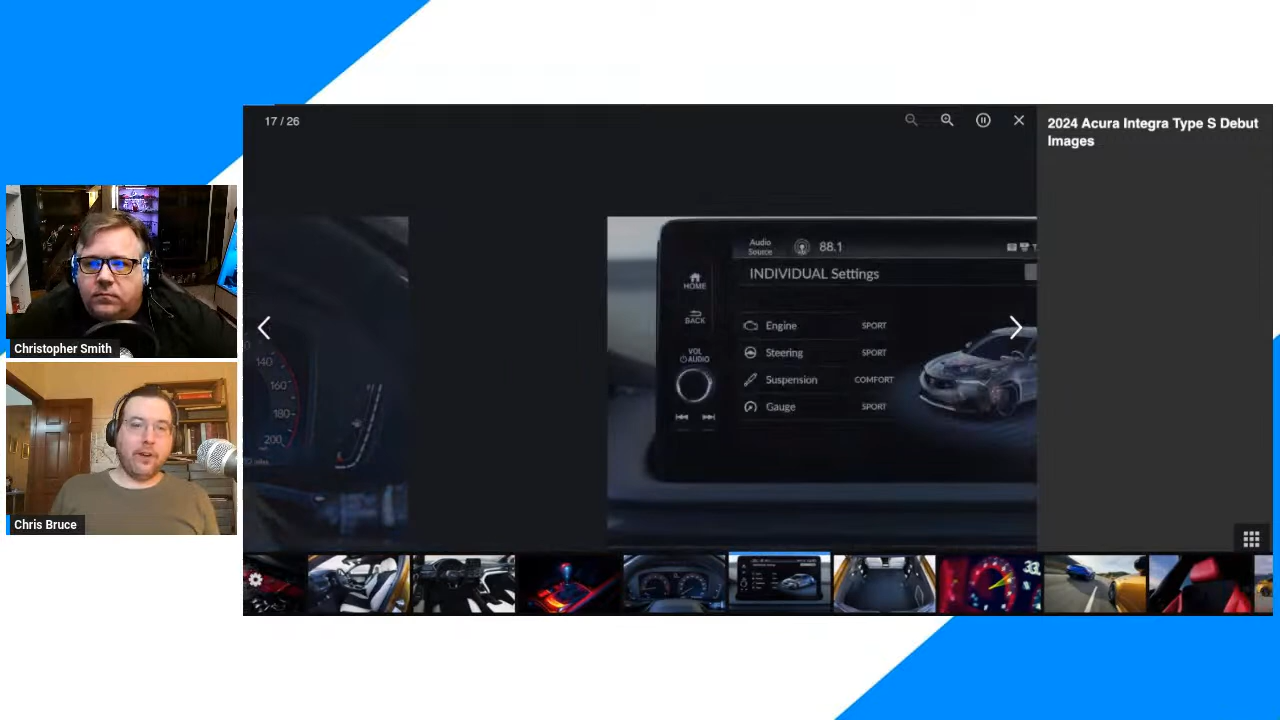 17 / 26
2024 Acura Integra Type S Debut
Images
Audio
Source
88.1
HOME
INDIVIDUAL Settings
BACK
Engine SPORT
Steering SPORT
VOL
AUDIO
Suspension COMFORT
Gauge SPORT
140
160
180
200
Christopher Smith
Chris Bruce
33